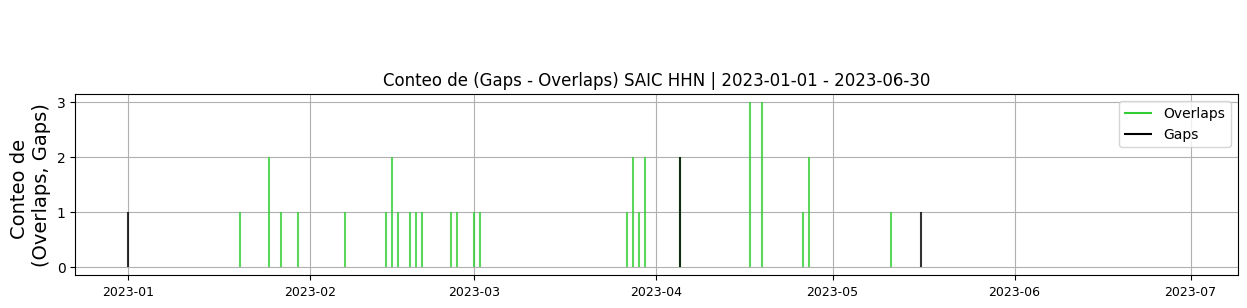 Conteo de (Gaps - Overlaps) SAIC HHN | 2023-01-01 - 2023-06-30
Conteo de
(Overlaps, Gaps)
3
2
1
0
Overlaps
Gaps
2023-01
2023-02
2023-03
2023-04
2023-05
2023-06
2023-07